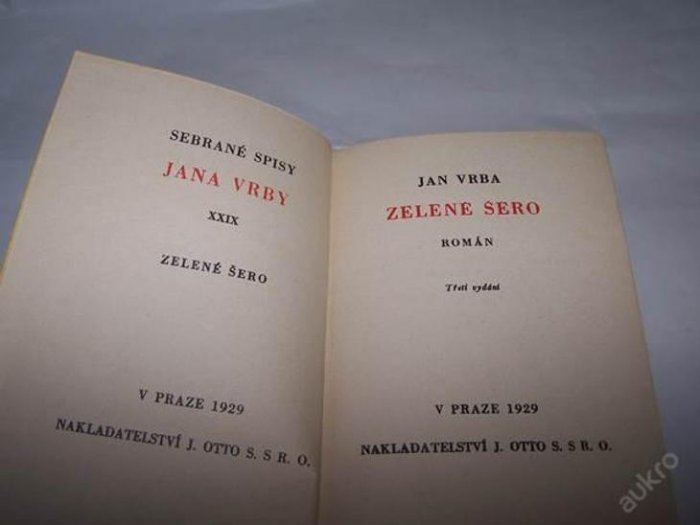 SEBRANÉ SPISY
JANA VRBY
XXIX
ZELENÉ ŠERO
V PRAZE 1929
NAKLADATELSTVÍ J. OTTO S. S R. O.
JAN VRBA
ZELENÉ ŠERO
ROMÁN
Třetí vydání
V PRAZE 1929
NAKLADATELSTVÍ J. OTTO S. S R. O.
aukro